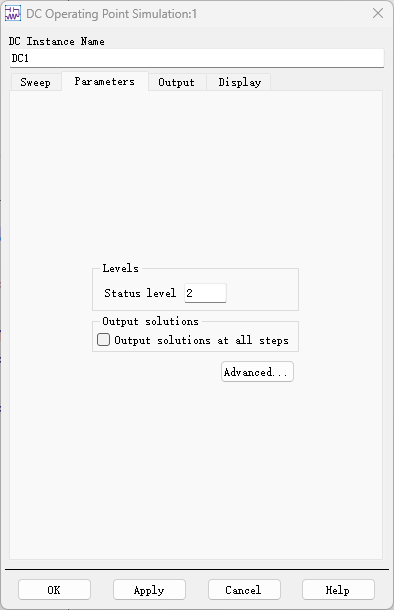 DC Operating Point Simulation:1
DC Instance Name
DC1
Sweep Parameters Output Display
Levels
Status level 2
Output solutions
Output solutions at all steps
Advanced...
OK Apply Cancel Help